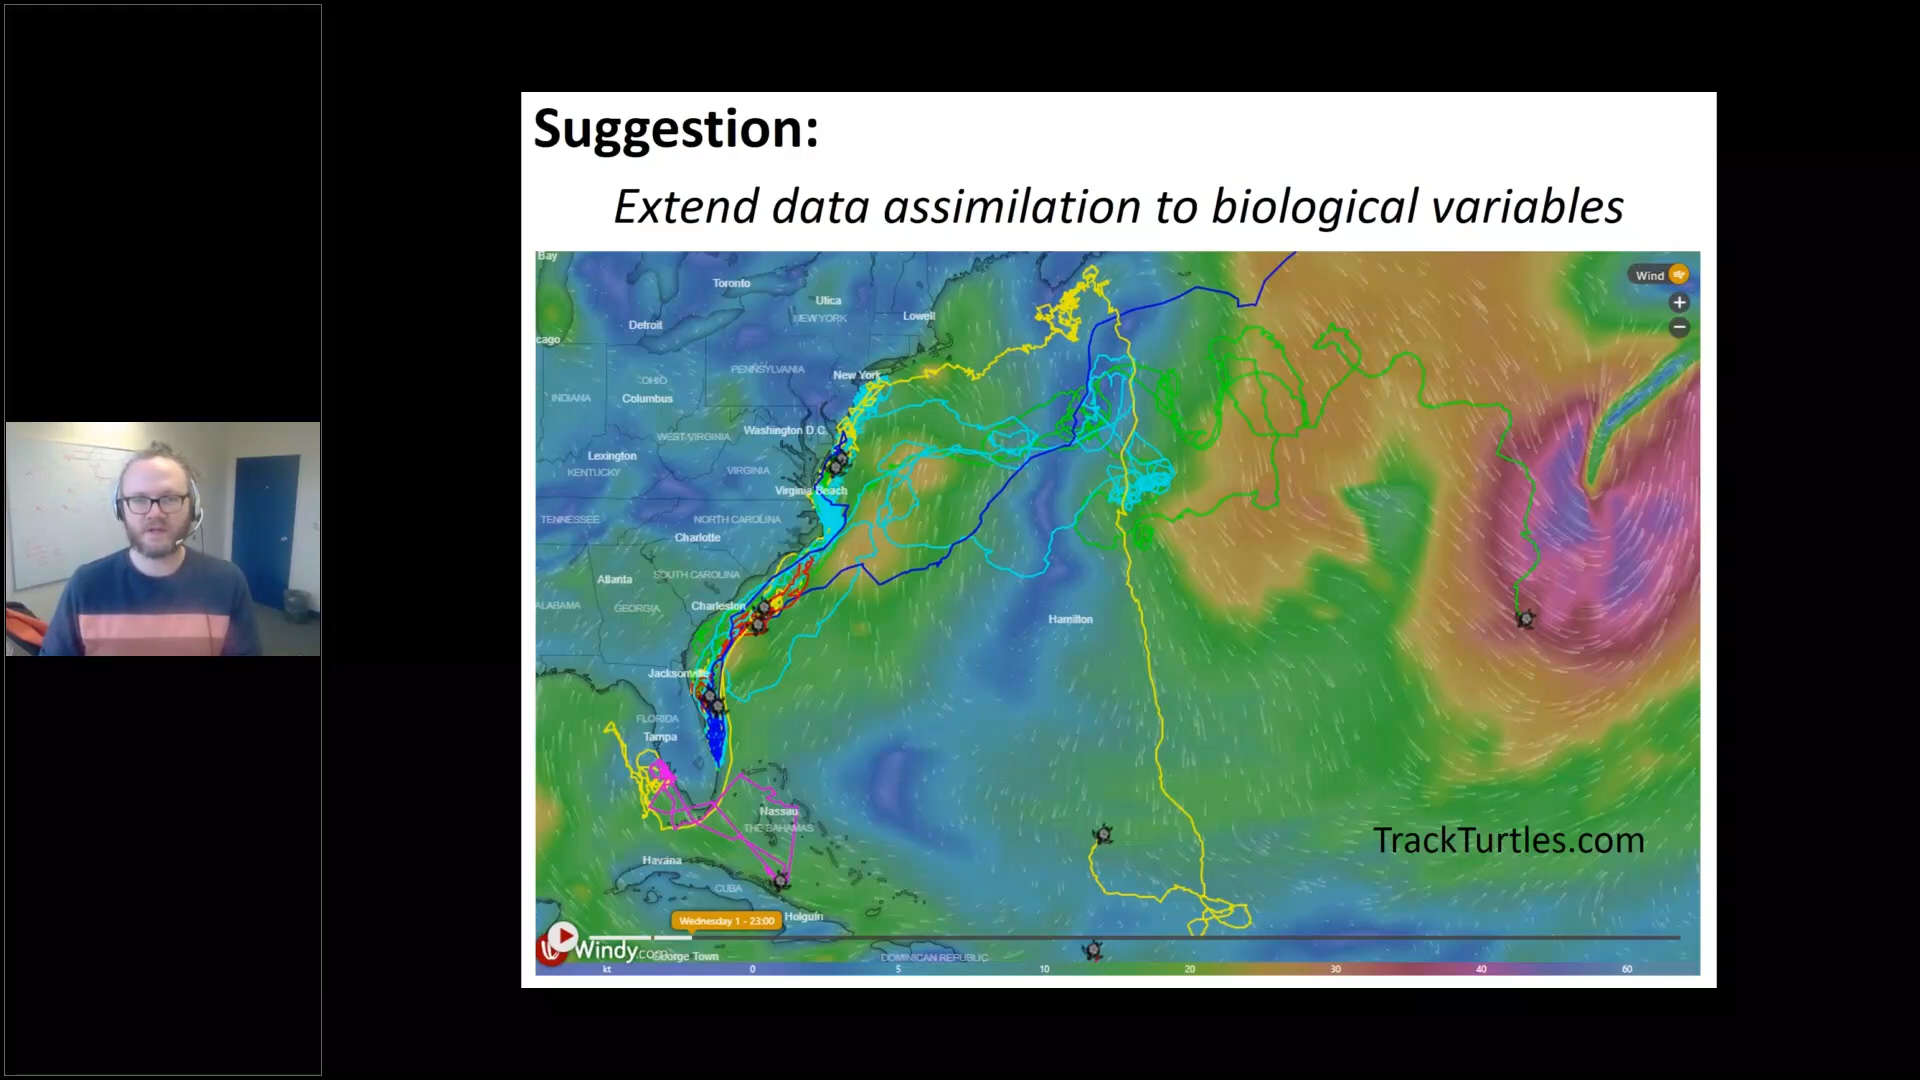 Suggestion:
Extend data assimilation to biological variables
Bay
Toronto
Utica
NEW YORK
Lowell
Detroit
cago
Wind
+
−
PENNSYLVANIA
New York
OHIO
INDIANA
Columbus
Washington D.C.
WEST VIRGINIA
Lexington
KENTUCKY
VIRGINIA
Virginia Beach
TENNESSEE
NORTH CAROLINA
Charlotte
Atlanta
SOUTH CAROLINA
ALABAMA
GEORGIA
Charleston
Hamilton
Jacksonville
FLORIDA
Tampa
Nassau
THE BAHAMAS
TrackTurtles.com
Havana
CUBA
Wednesday 1 - 23:00
Holguín
Windy.com
George Town
DOMINICAN REPUBLIC
kt 0 5 10 20 30 40 60